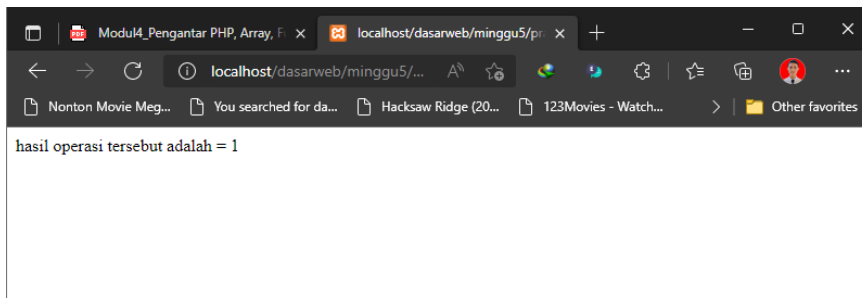 Modul4_Pengantar PHP, Array, F
localhost/dasarweb/minggu5/pra
localhost/dasarweb/minggu5/...
Nonton Movie Meg... You searched for da... Hacksaw Ridge (20... 123Movies - Watch... Other favorites
hasil operasi tersebut adalah = 1